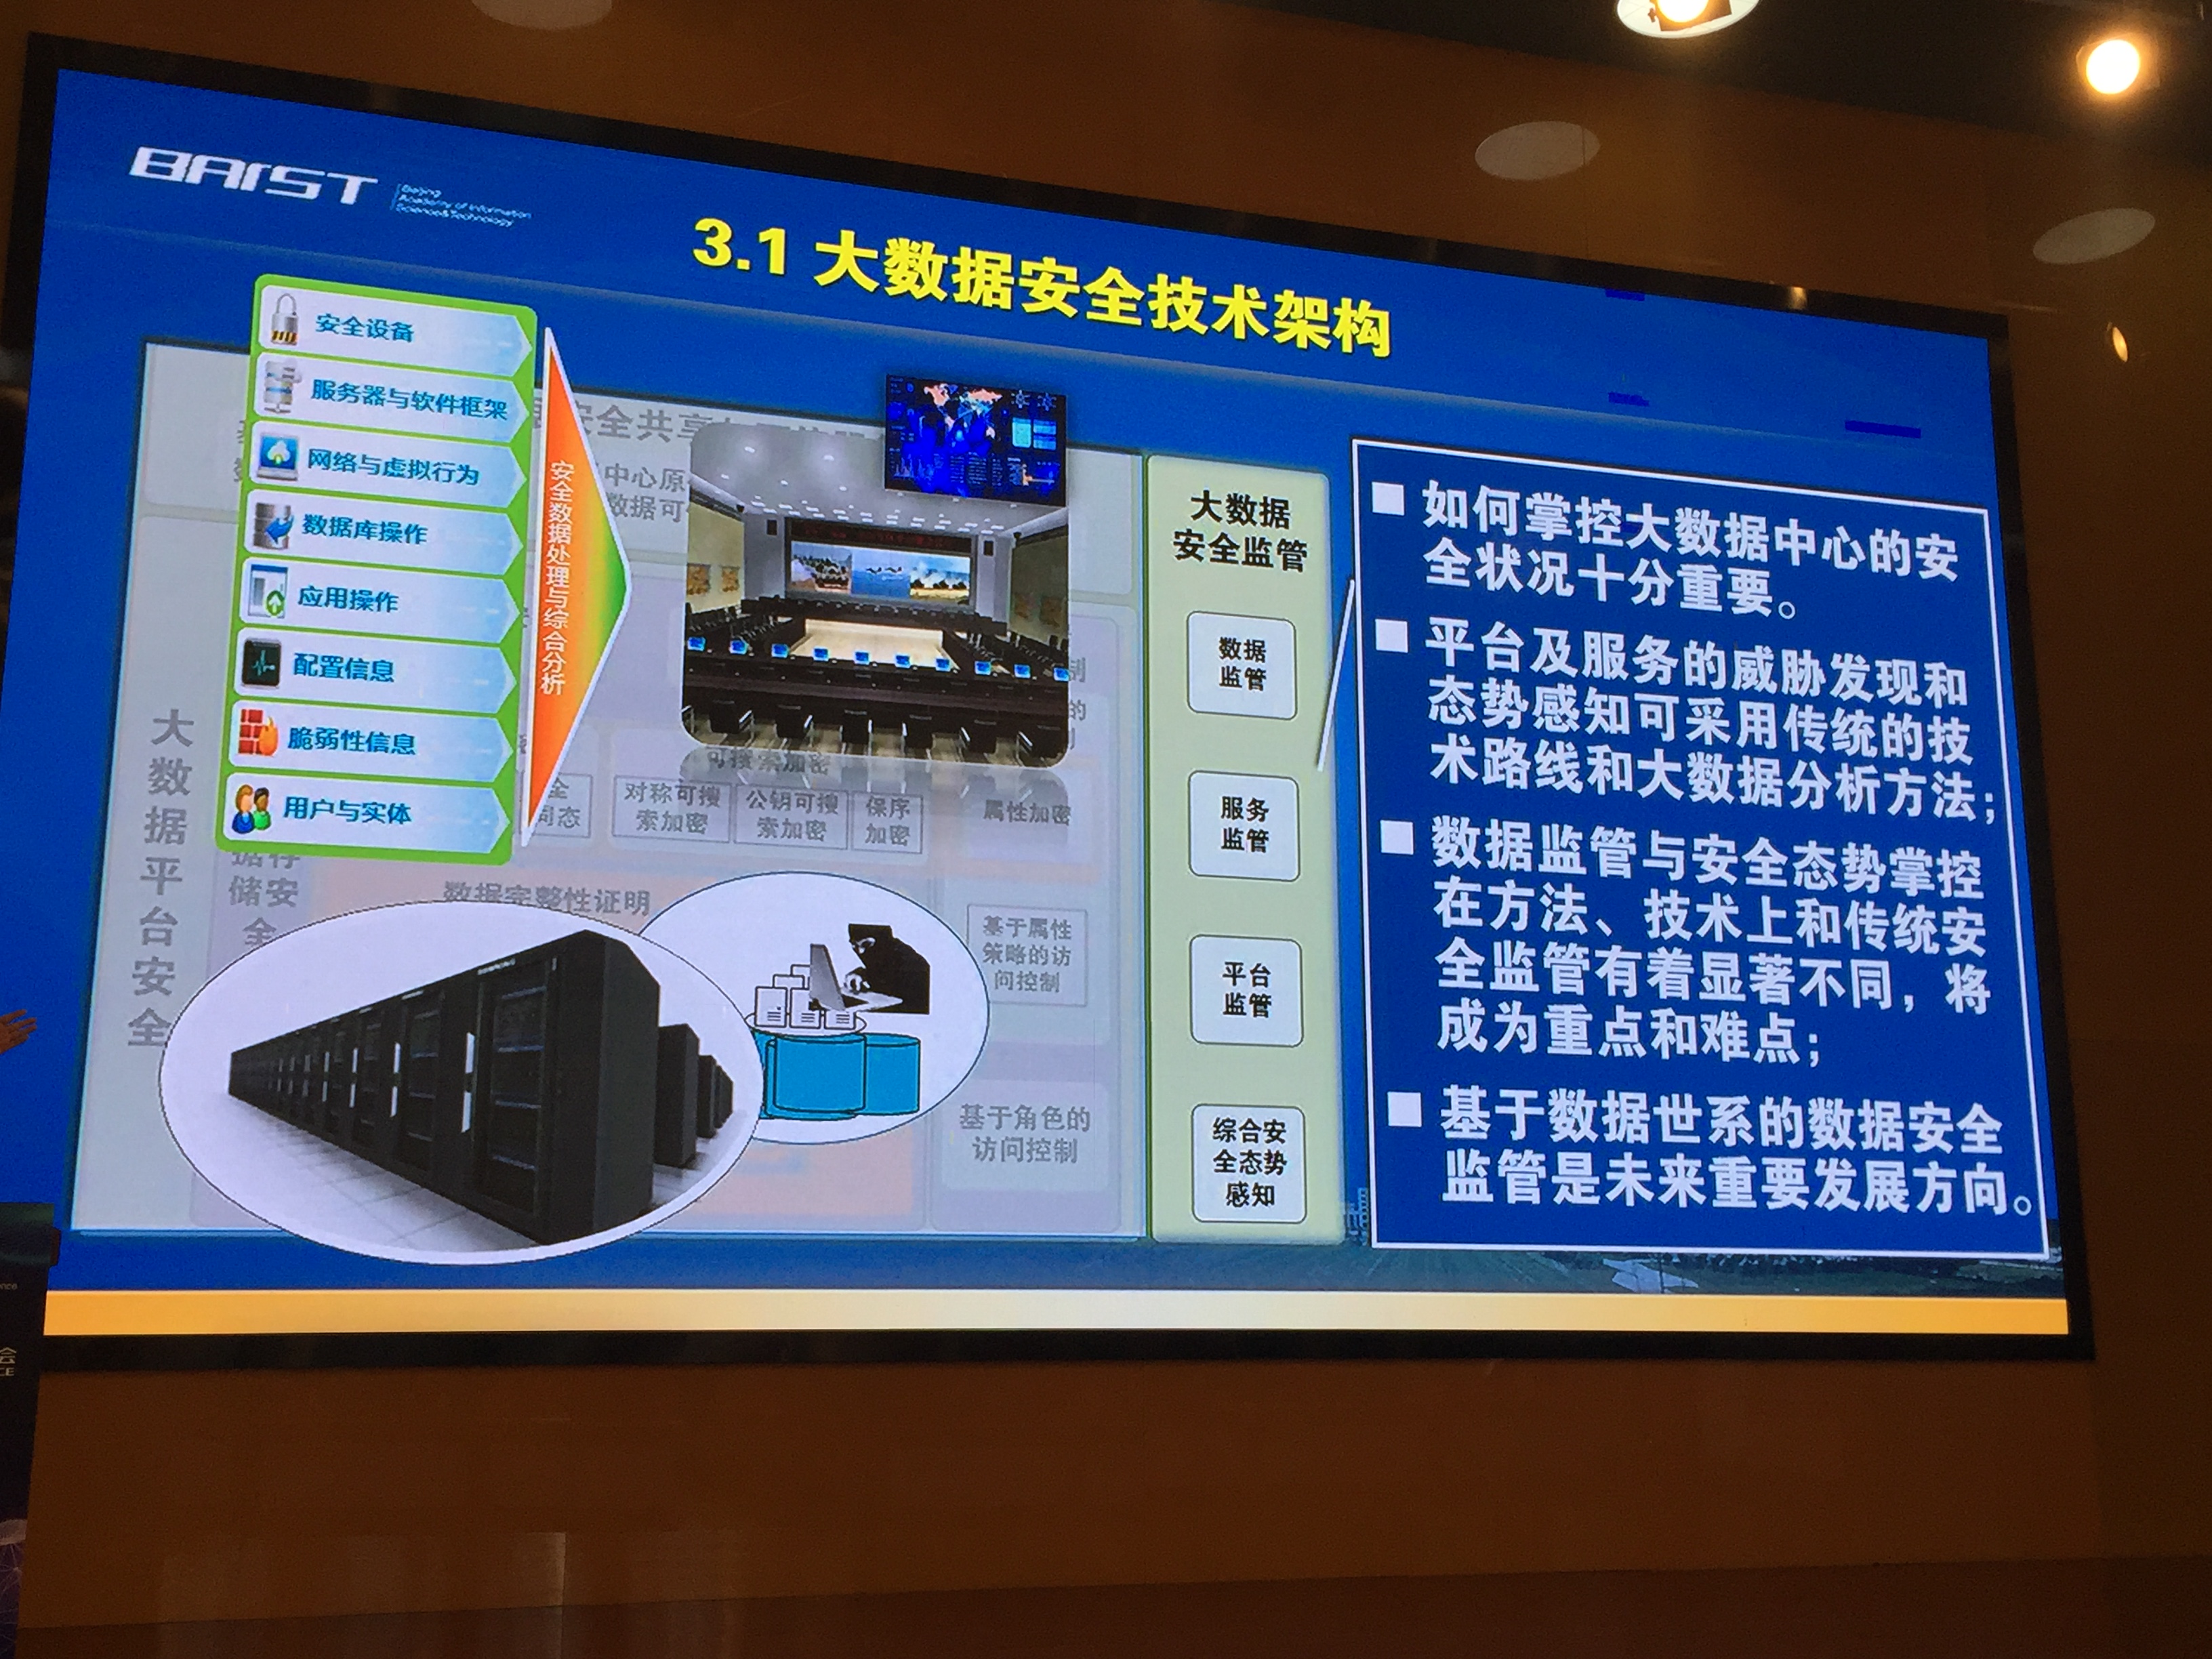 BAIST
Beijing
Academy of Information
Science&Technology
3.1 大数据安全技术架构
安全设备
服务器与软件框架
网络与虚拟行为
数据库操作
应用操作
配置信息
脆弱性信息
用户与实体
安全数据处理与综合分析
安全共享
中心原
数据可
大数据平台安全
可搜索加密
对称可搜
索加密
公钥可搜
索加密
保序
加密
属性加密
全
同态
据存
储安
全
数据完整性证明
基于属性
策略的访
问控制
基于角色的
访问控制
大数据
安全监管
数据
监管
服务
监管
平台
监管
综合安
全态势
感知
■ 如何掌控大数据中心的安
全状况十分重要。
■ 平台及服务的威胁发现和
态势感知可采用传统的技
术路线和大数据分析方法；
■ 数据监管与安全态势掌控
在方法、技术上和传统安
全监管有着显著不同，将
成为重点和难点；
■ 基于数据世系的数据安全
监管是未来重要发展方向。